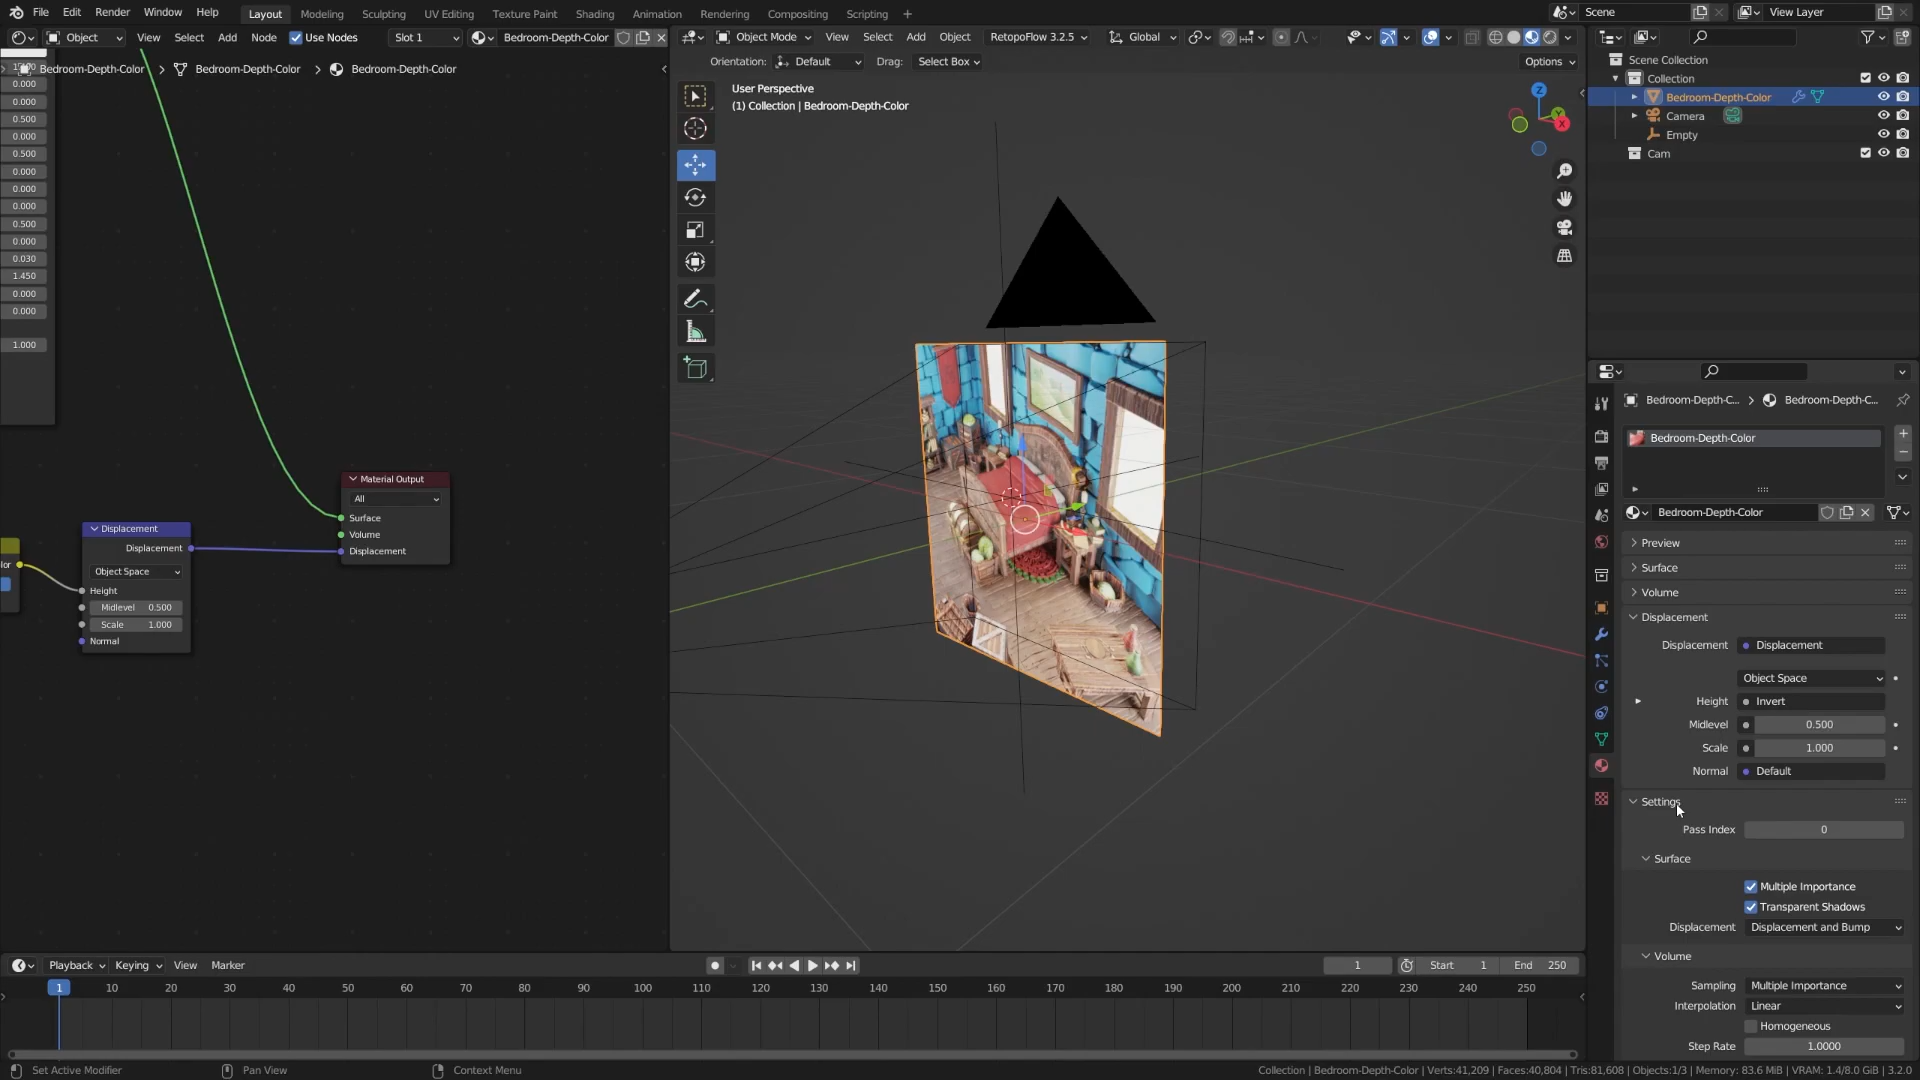 File Edit Render Window Help Layout Modeling Sculpting UV Editing Texture Paint Shading Animation Rendering Compositing Scripting + Scene View Layer
Object View Select Add Node Use Nodes Slot 1 Bedroom-Depth-Color
Object Mode View Select Add Object RetopoFlow 3.2.5 Global
Bedroom-Depth-Color > Bedroom-Depth-Color > Bedroom-Depth-Color
0.000
0.000
0.500
0.000
0.500
0.000
0.000
0.000
0.500
0.000
0.030
1.450
0.000
0.000
1.000
Displacement
Displacement
Object Space
Height
Midlevel 0.500
Scale 1.000
Normal
Material Output
All
Surface
Volume
Displacement
Orientation: Default Drag: Select Box Options
User Perspective
(1) Collection | Bedroom-Depth-Color
Z
Y
X
Scene Collection
Collection
Bedroom-Depth-Color
Camera
Empty
Cam
Bedroom-Depth-C... > Bedroom-Depth-C...
Bedroom-Depth-Color
Bedroom-Depth-Color
Preview
Surface
Volume
Displacement
Displacement Displacement
Object Space
Height Invert
Midlevel 0.500
Scale 1.000
Normal Default
Settings
Pass Index 0
Surface
Multiple Importance
Transparent Shadows
Displacement Displacement and Bump
Volume
Sampling Multiple Importance
Interpolation Linear
Homogeneous
Step Rate 1.0000
Playback Keying View Marker 1 Start 1 End 250
1 10 20 30 40 50 60 70 80 90 100 110 120 130 140 150 160 170 180 190 200 210 220 230 240 250
Set Active Modifier Pan View Context Menu Collection | Bedroom-Depth-Color | Verts:41,209 | Faces:40,804 | Tris:81,608 | Objects:1/3 | Memory: 83.6 MiB | VRAM: 1.4/8.0 GiB | 3.2.0